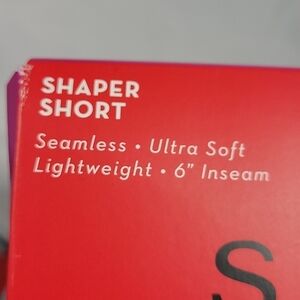 SHAPER
SHORT
Seamless • Ultra Soft
Lightweight • 6” Inseam
S